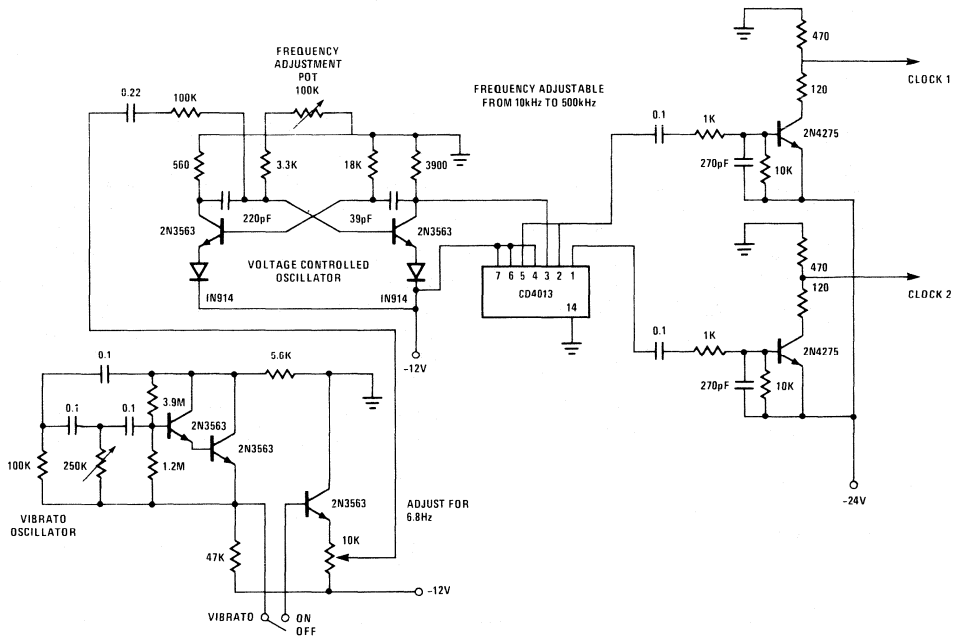 470
CLOCK 1
120
FREQUENCY
ADJUSTMENT
POT
100K
FREQUENCY ADJUSTABLE
FROM 10kHz TO 500kHz
0.22
100K
0.1
1K
2N4275
560
3.3K
18K
3900
270pF
10K
220pF
39pF
2N3563
2N3563
VOLTAGE CONTROLLED
OSCILLATOR
IN914
IN914
7 6 5 4 3 2 1
CD4013
14
470
CLOCK 2
120
-12V
0.1
1K
2N4275
270pF
10K
0.1
5.6K
3.9M
0.1
0.1
2N3563
2N3563
100K
250K
1.2M
2N3563
ADJUST FOR
6.8Hz
-24V
VIBRATO
OSCILLATOR
47K
10K
-12V
VIBRATO
ON
OFF